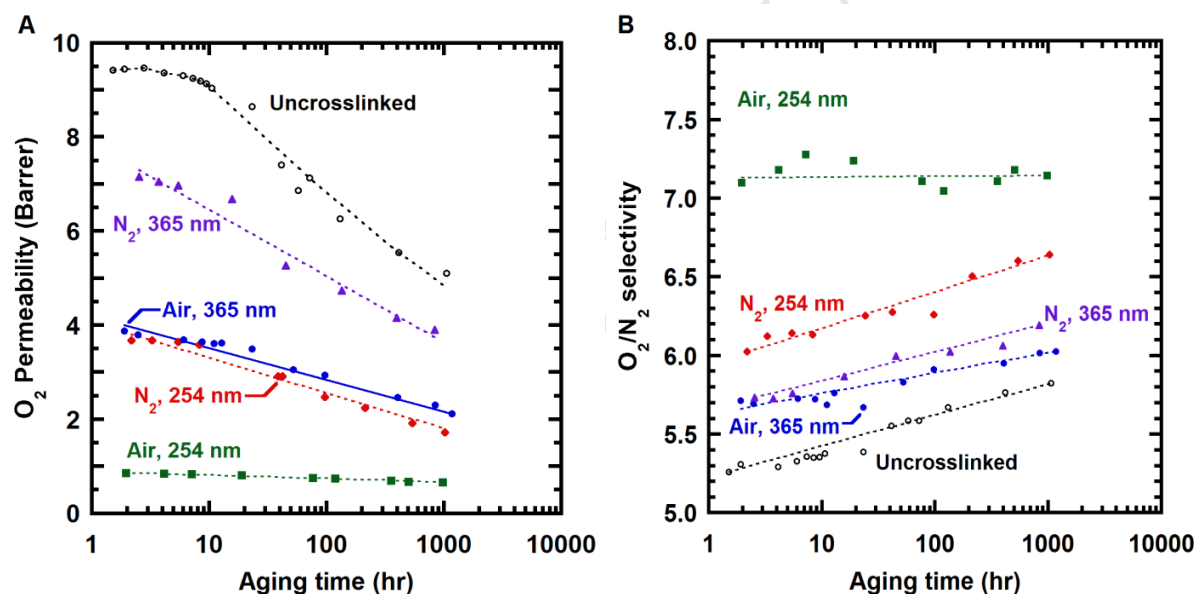 A
10
8
6
4
2
0
O2 Permeability (Barrer)
Uncrosslinked
N2, 365 nm
Air, 365 nm
N2, 254 nm
Air, 254 nm
1 10 100 1000 10000
Aging time (hr)
B
8.0
7.5
7.0
6.5
6.0
5.5
5.0
O2/N2 selectivity
Air, 254 nm
N2, 254 nm
N2, 365 nm
Air, 365 nm
Uncrosslinked
1 10 100 1000 10000
Aging time (hr)